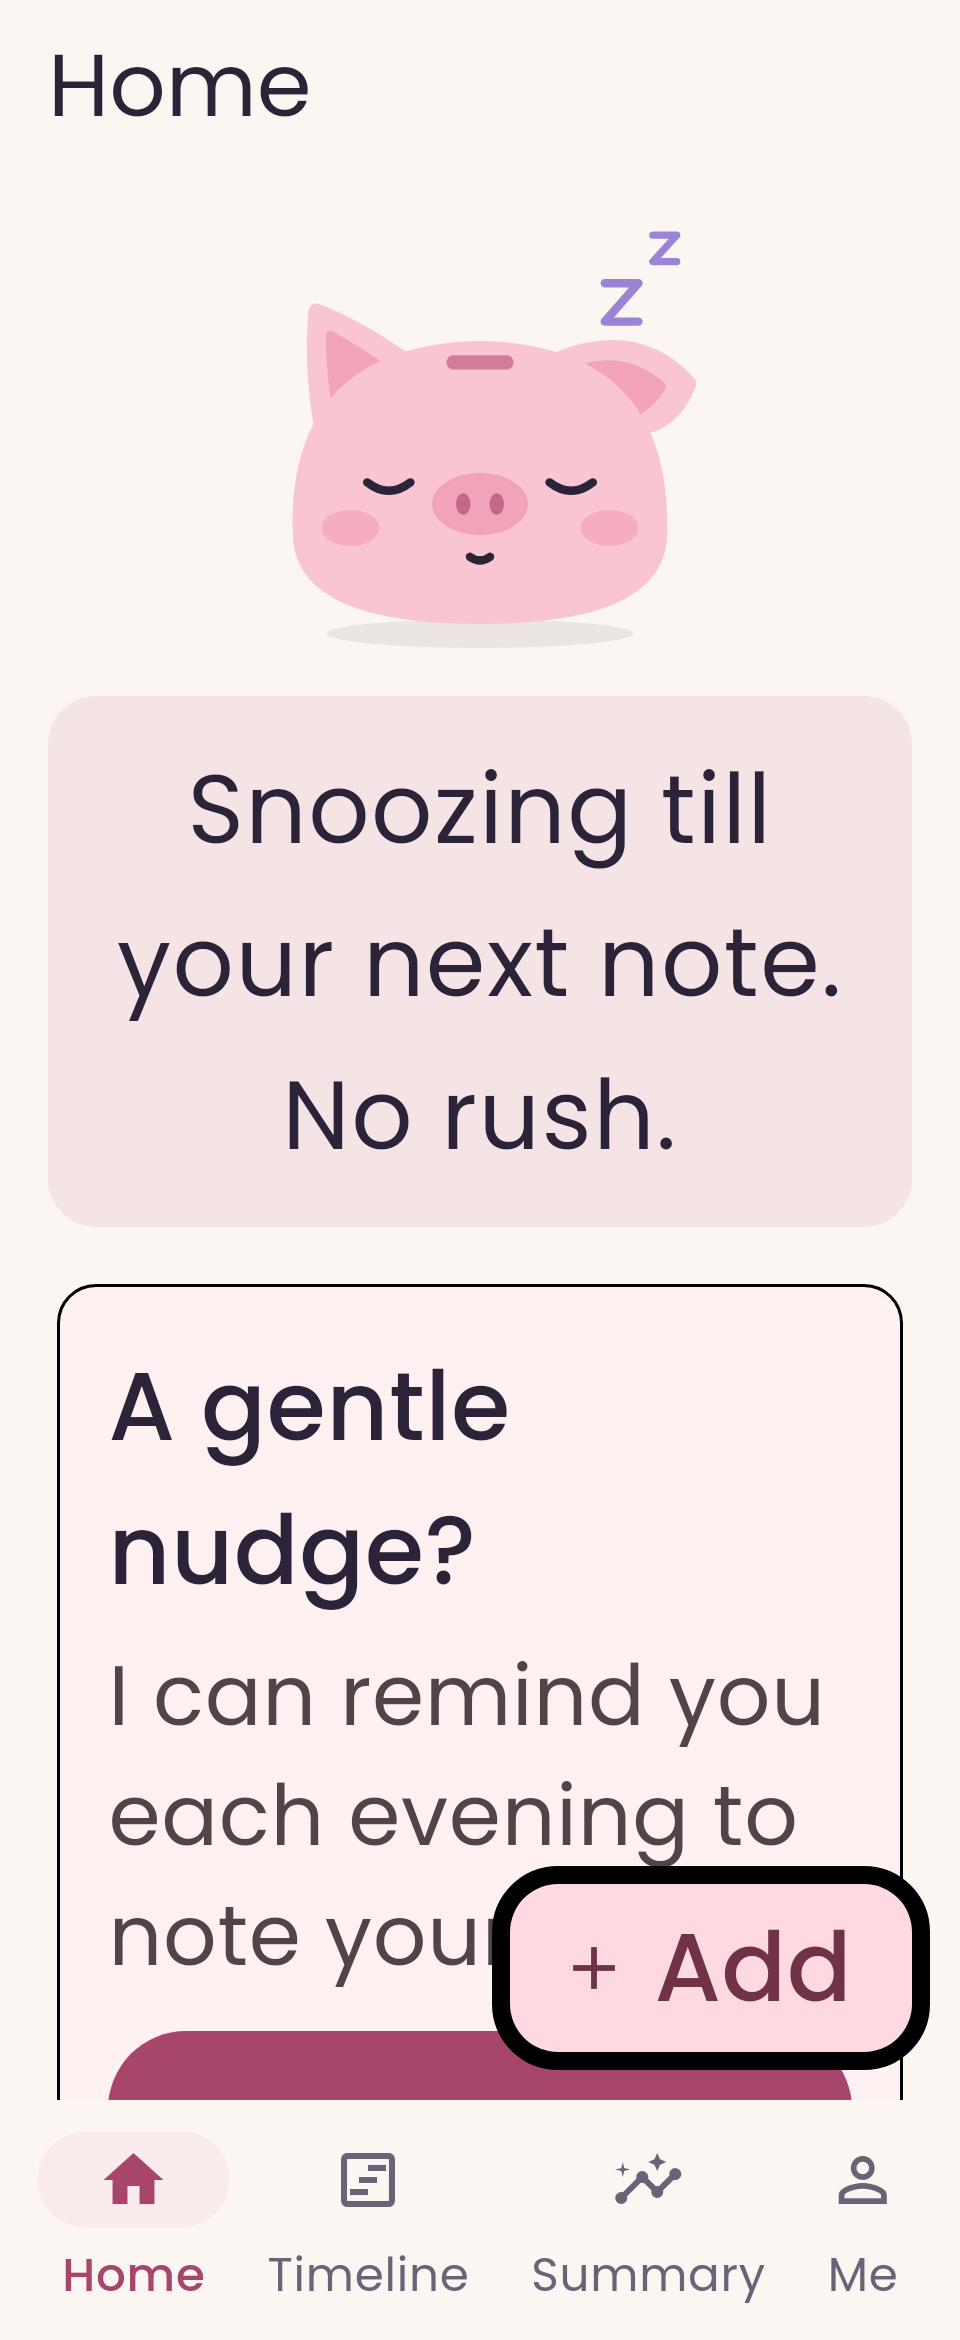 Home
z
z
Snoozing till
your next note.
No rush.
A gentle
nudge?
I can remind you
each evening to
note your
+ Add
Home
Timeline
Summary
Me